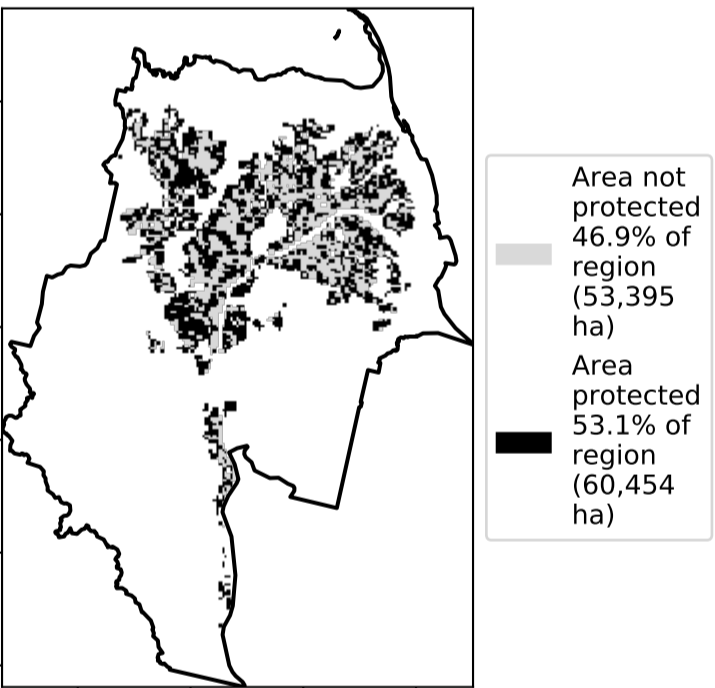 Area not
protected
46.9% of
region
(53,395
ha)
Area
protected
53.1% of
region
(60,454
ha)